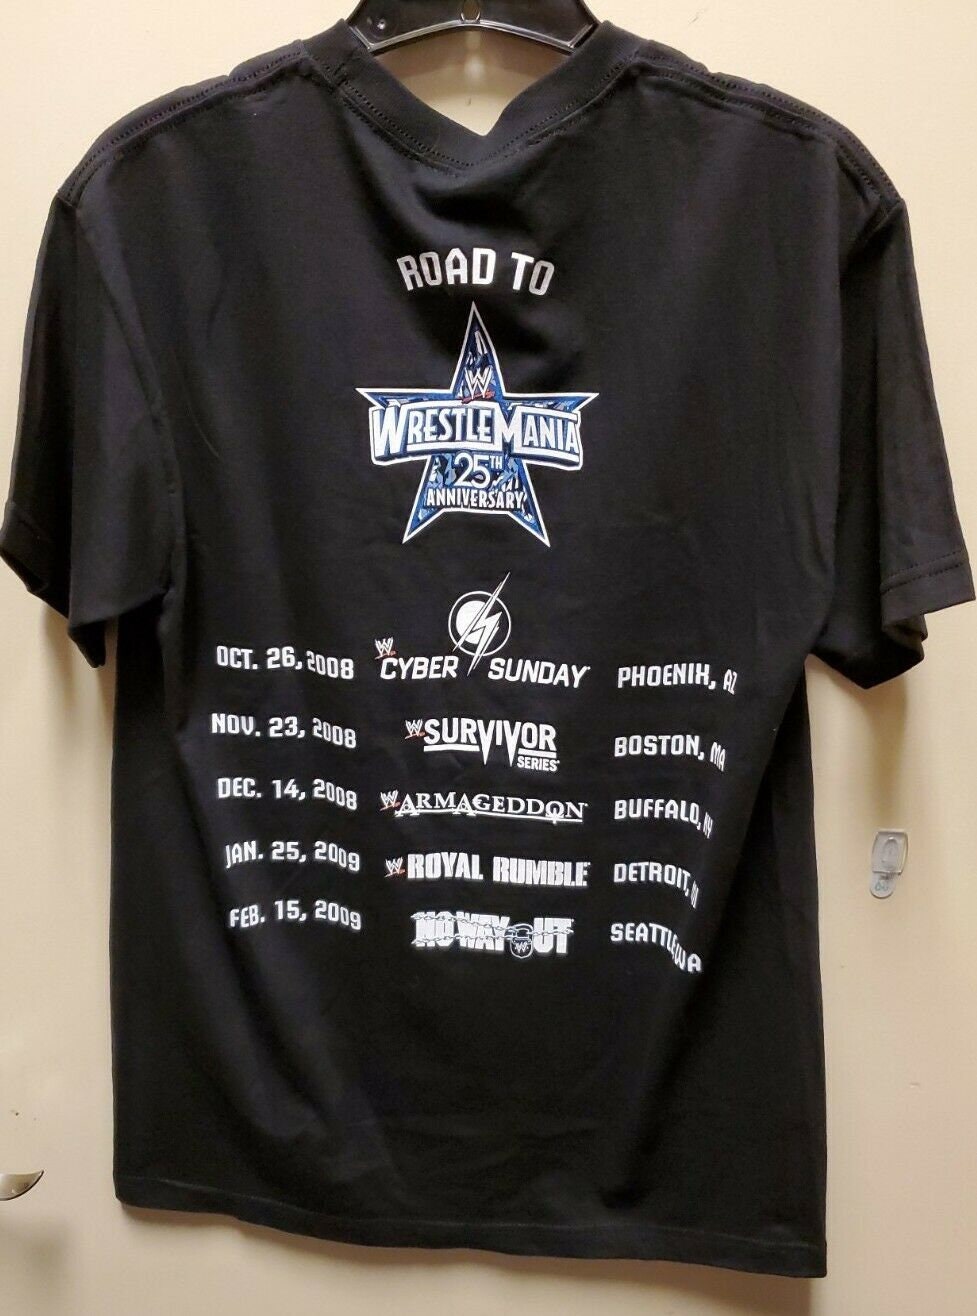 ROAD TO
W
WRESTLEMANIA
25TH
ANNIVERSARY
OCT. 26, 2008 W CYBER SUNDAY PHOENIX, AZ
NOV. 23, 2008 W SURVIVOR SERIES BOSTON, MA
DEC. 14, 2008 W ARMAGEDDON BUFFALO, NY
JAN. 25, 2009 W ROYAL RUMBLE DETROIT, MI
FEB. 15, 2009 NO WAY OUT SEATTLE, WA